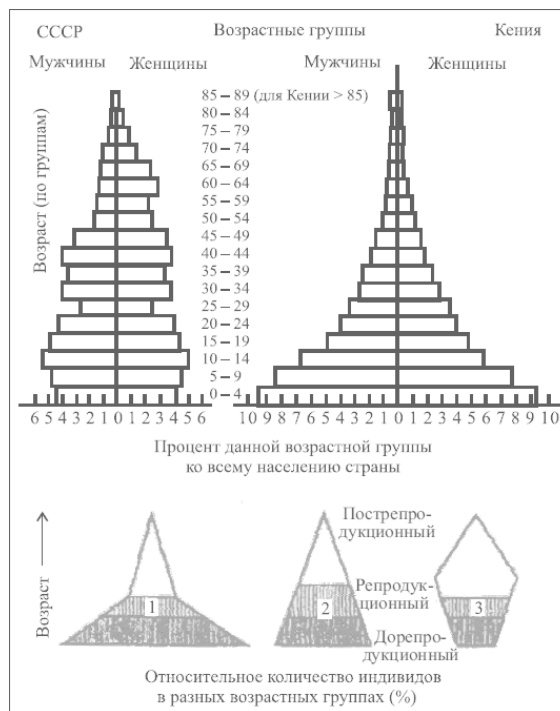 СССР Возрастные группы Кения
Мужчины Женщины Мужчины Женщины
85 – 89 (для Кении > 85)
80 – 84
75 – 79
70 – 74
65 – 69
60 – 64
55 – 59
50 – 54
45 – 49
40 – 44
35 – 39
30 – 34
25 – 29
20 – 24
15 – 19
10 – 14
5 – 9
0 – 4
Возраст (по группам)
6 5 4 3 2 1 0 1 2 3 4 5 6 10 9 8 7 6 5 4 3 2 1 0 1 2 3 4 5 6 7 8 9 10
Процент данной возрастной группы
ко всему населению страны
Возраст
Пострепро-
дукционный
Репродук-
ционный
1 2 3
Дорепро-
дукционный
Относительное количество индивидов
в разных возрастных группах (%)